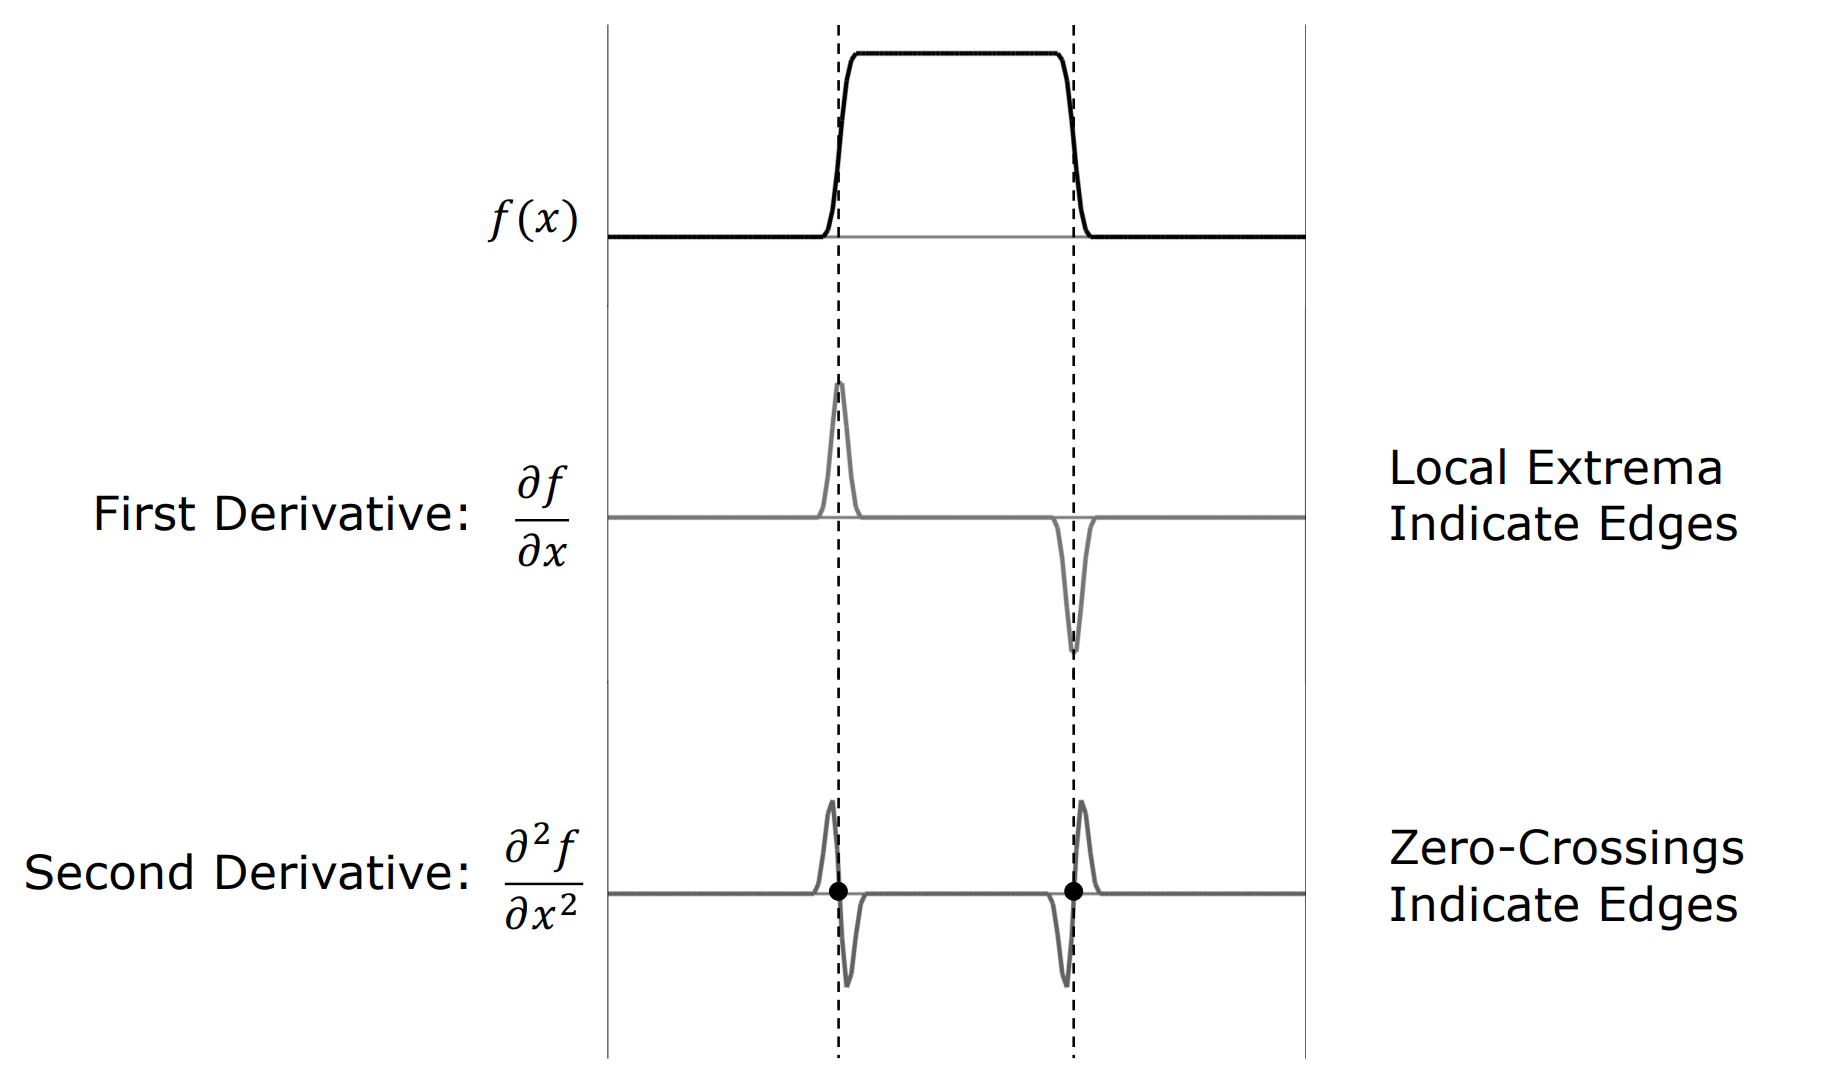 f(x)
First Derivative: ∂f/∂x
Local Extrema
Indicate Edges
Second Derivative: ∂²f/∂x²
Zero-Crossings
Indicate Edges